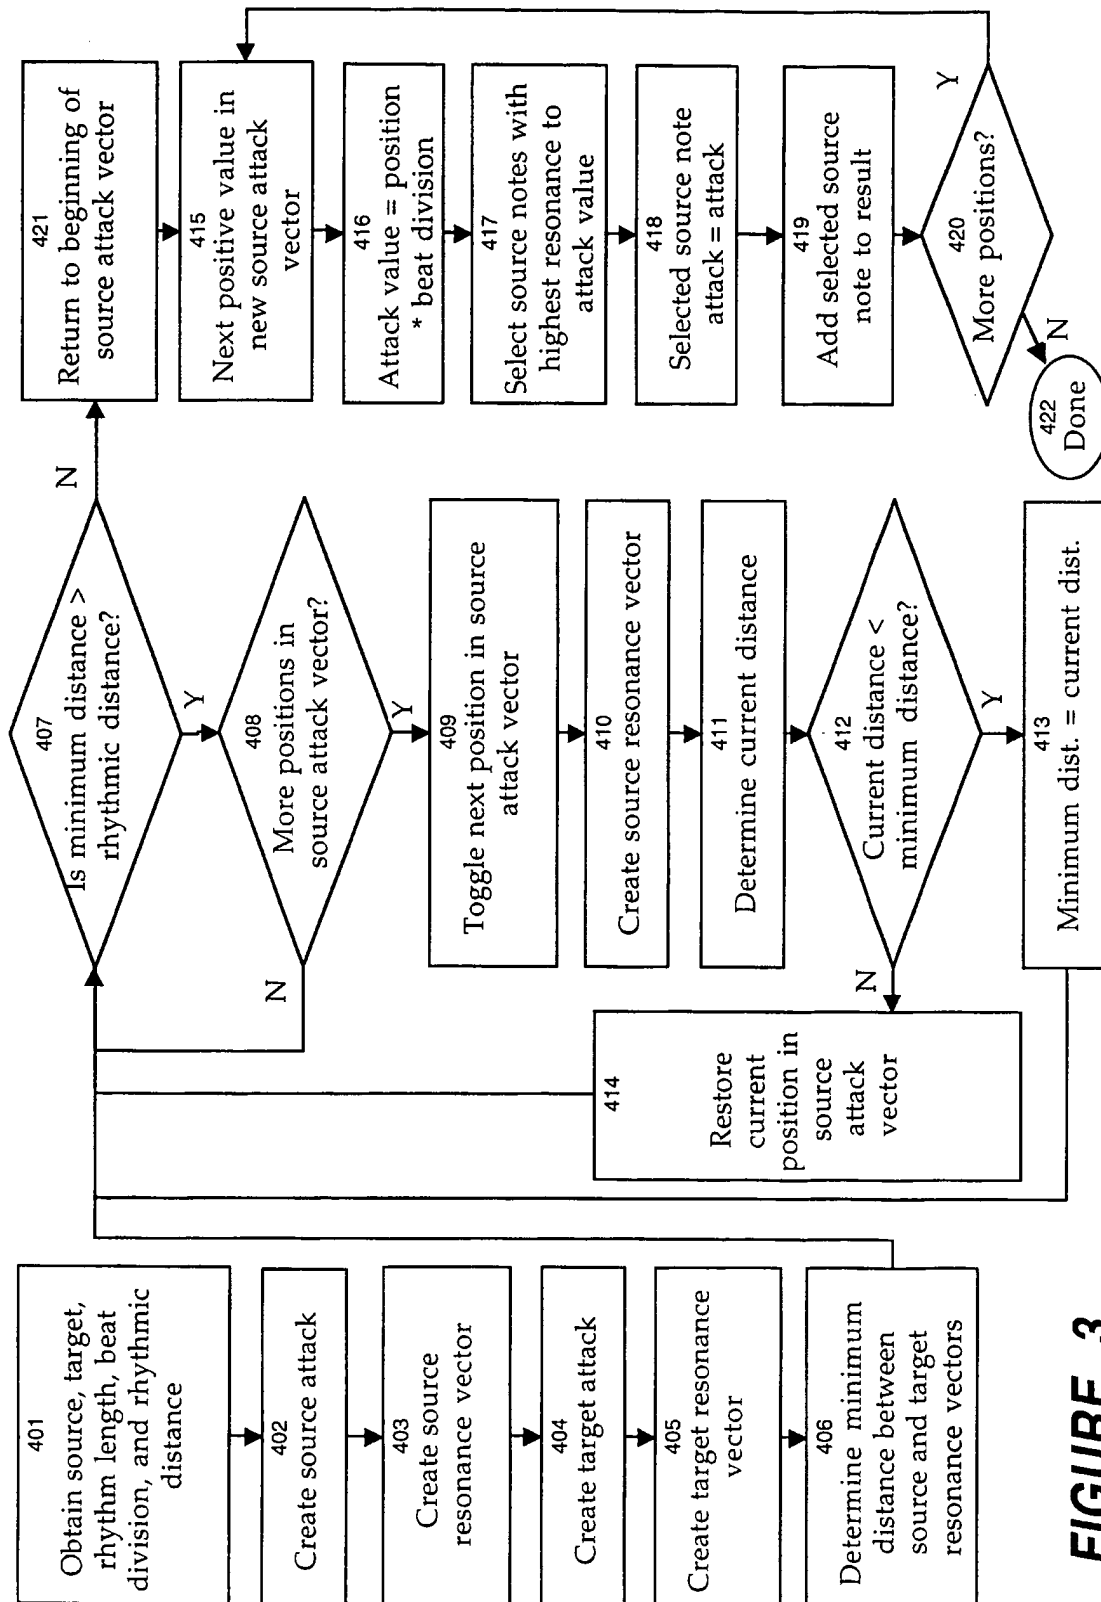 401
Obtain source, target,
rhythm length, beat
division, and rhythmic
distance
402
Create source attack
403
Create source
resonance vector
404
Create target attack
405
Create target resonance
vector
406
Determine minimum
distance between
source and target
resonance vectors
407
Is minimum distance >
rhythmic distance?
N
Y
408
More positions in
source attack vector?
N
Y
409
Toggle next position in source
attack vector
410
Create source resonance vector
411
Determine current distance
412
Current distance <
minimum distance?
N
Y
413
Minimum dist. = current dist.
414
Restore
current
position in
source
attack
vector
421
Return to beginning of
source attack vector
415
Next positive value in
new source attack
vector
416
Attack value = position
* beat division
417
Select source notes with
highest resonance to
attack value
418
Selected source note
attack = attack
419
Add selected source
note to result
420
More positions?
Y
N
422
Done
FIGURE 3